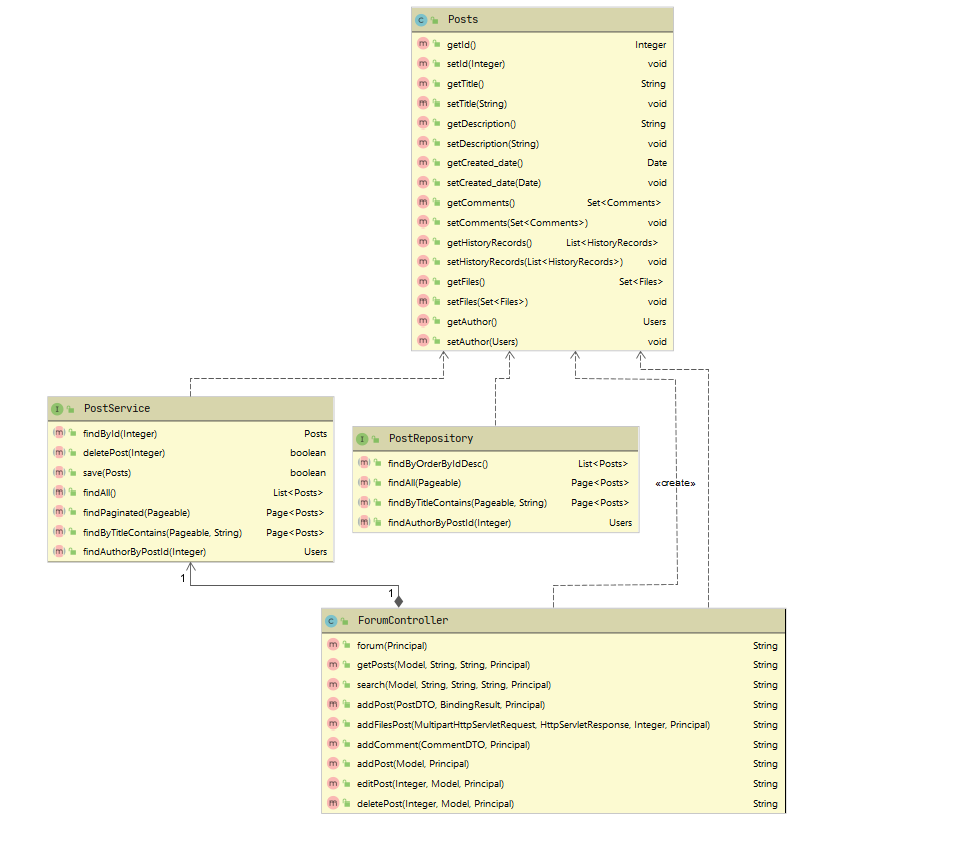 Posts
getId() Integer
setId(Integer) void
getTitle() String
setTitle(String) void
getDescription() String
setDescription(String) void
getCreated_date() Date
setCreated_date(Date) void
getComments() Set<Comments>
setComments(Set<Comments>) void
getHistoryRecords() List<HistoryRecords>
setHistoryRecords(List<HistoryRecords>) void
getFiles() Set<Files>
setFiles(Set<Files>) void
getAuthor() Users
setAuthor(Users) void
PostService
findById(Integer) Posts
deletePost(Integer) boolean
save(Posts) boolean
findAll() List<Posts>
findPaginated(Pageable) Page<Posts>
findByTitleContains(Pageable, String) Page<Posts>
findAuthorByPostId(Integer) Users
PostRepository
findByOrderByIdDesc() List<Posts>
findAll(Pageable) Page<Posts>
findByTitleContains(Pageable, String) Page<Posts>
findAuthorByPostId(Integer) Users
«create»
1
1
ForumController
forum(Principal) String
getPosts(Model, String, String, Principal) String
search(Model, String, String, String, Principal) String
addPost(PostDTO, BindingResult, Principal) String
addFilesPost(MultipartHttpServletRequest, HttpServletResponse, Integer, Principal) String
addComment(CommentDTO, Principal) String
addPost(Model, Principal) String
editPost(Integer, Model, Principal) String
deletePost(Integer, Model, Principal) String